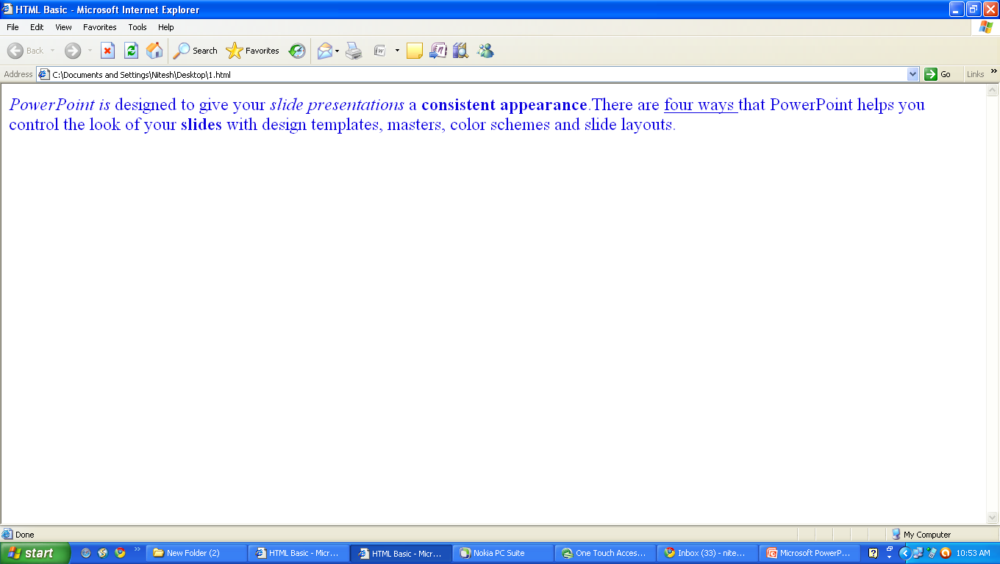 HTML Basic - Microsoft Internet Explorer
File Edit View Favorites Tools Help
Back Search Favorites
Address C:\Documents and Settings\Nitesh\Desktop\1.html Go Links »
PowerPoint is designed to give your slide presentations a consistent appearance.There are four ways that PowerPoint helps you
control the look of your slides with design templates, masters, color schemes and slide layouts.
Done My Computer
start » New Folder (2) HTML Basic - Micr... HTML Basic - Micr... Nokia PC Suite One Touch Acces... Inbox (33) - nite... Microsoft PowerP... 10:53 AM